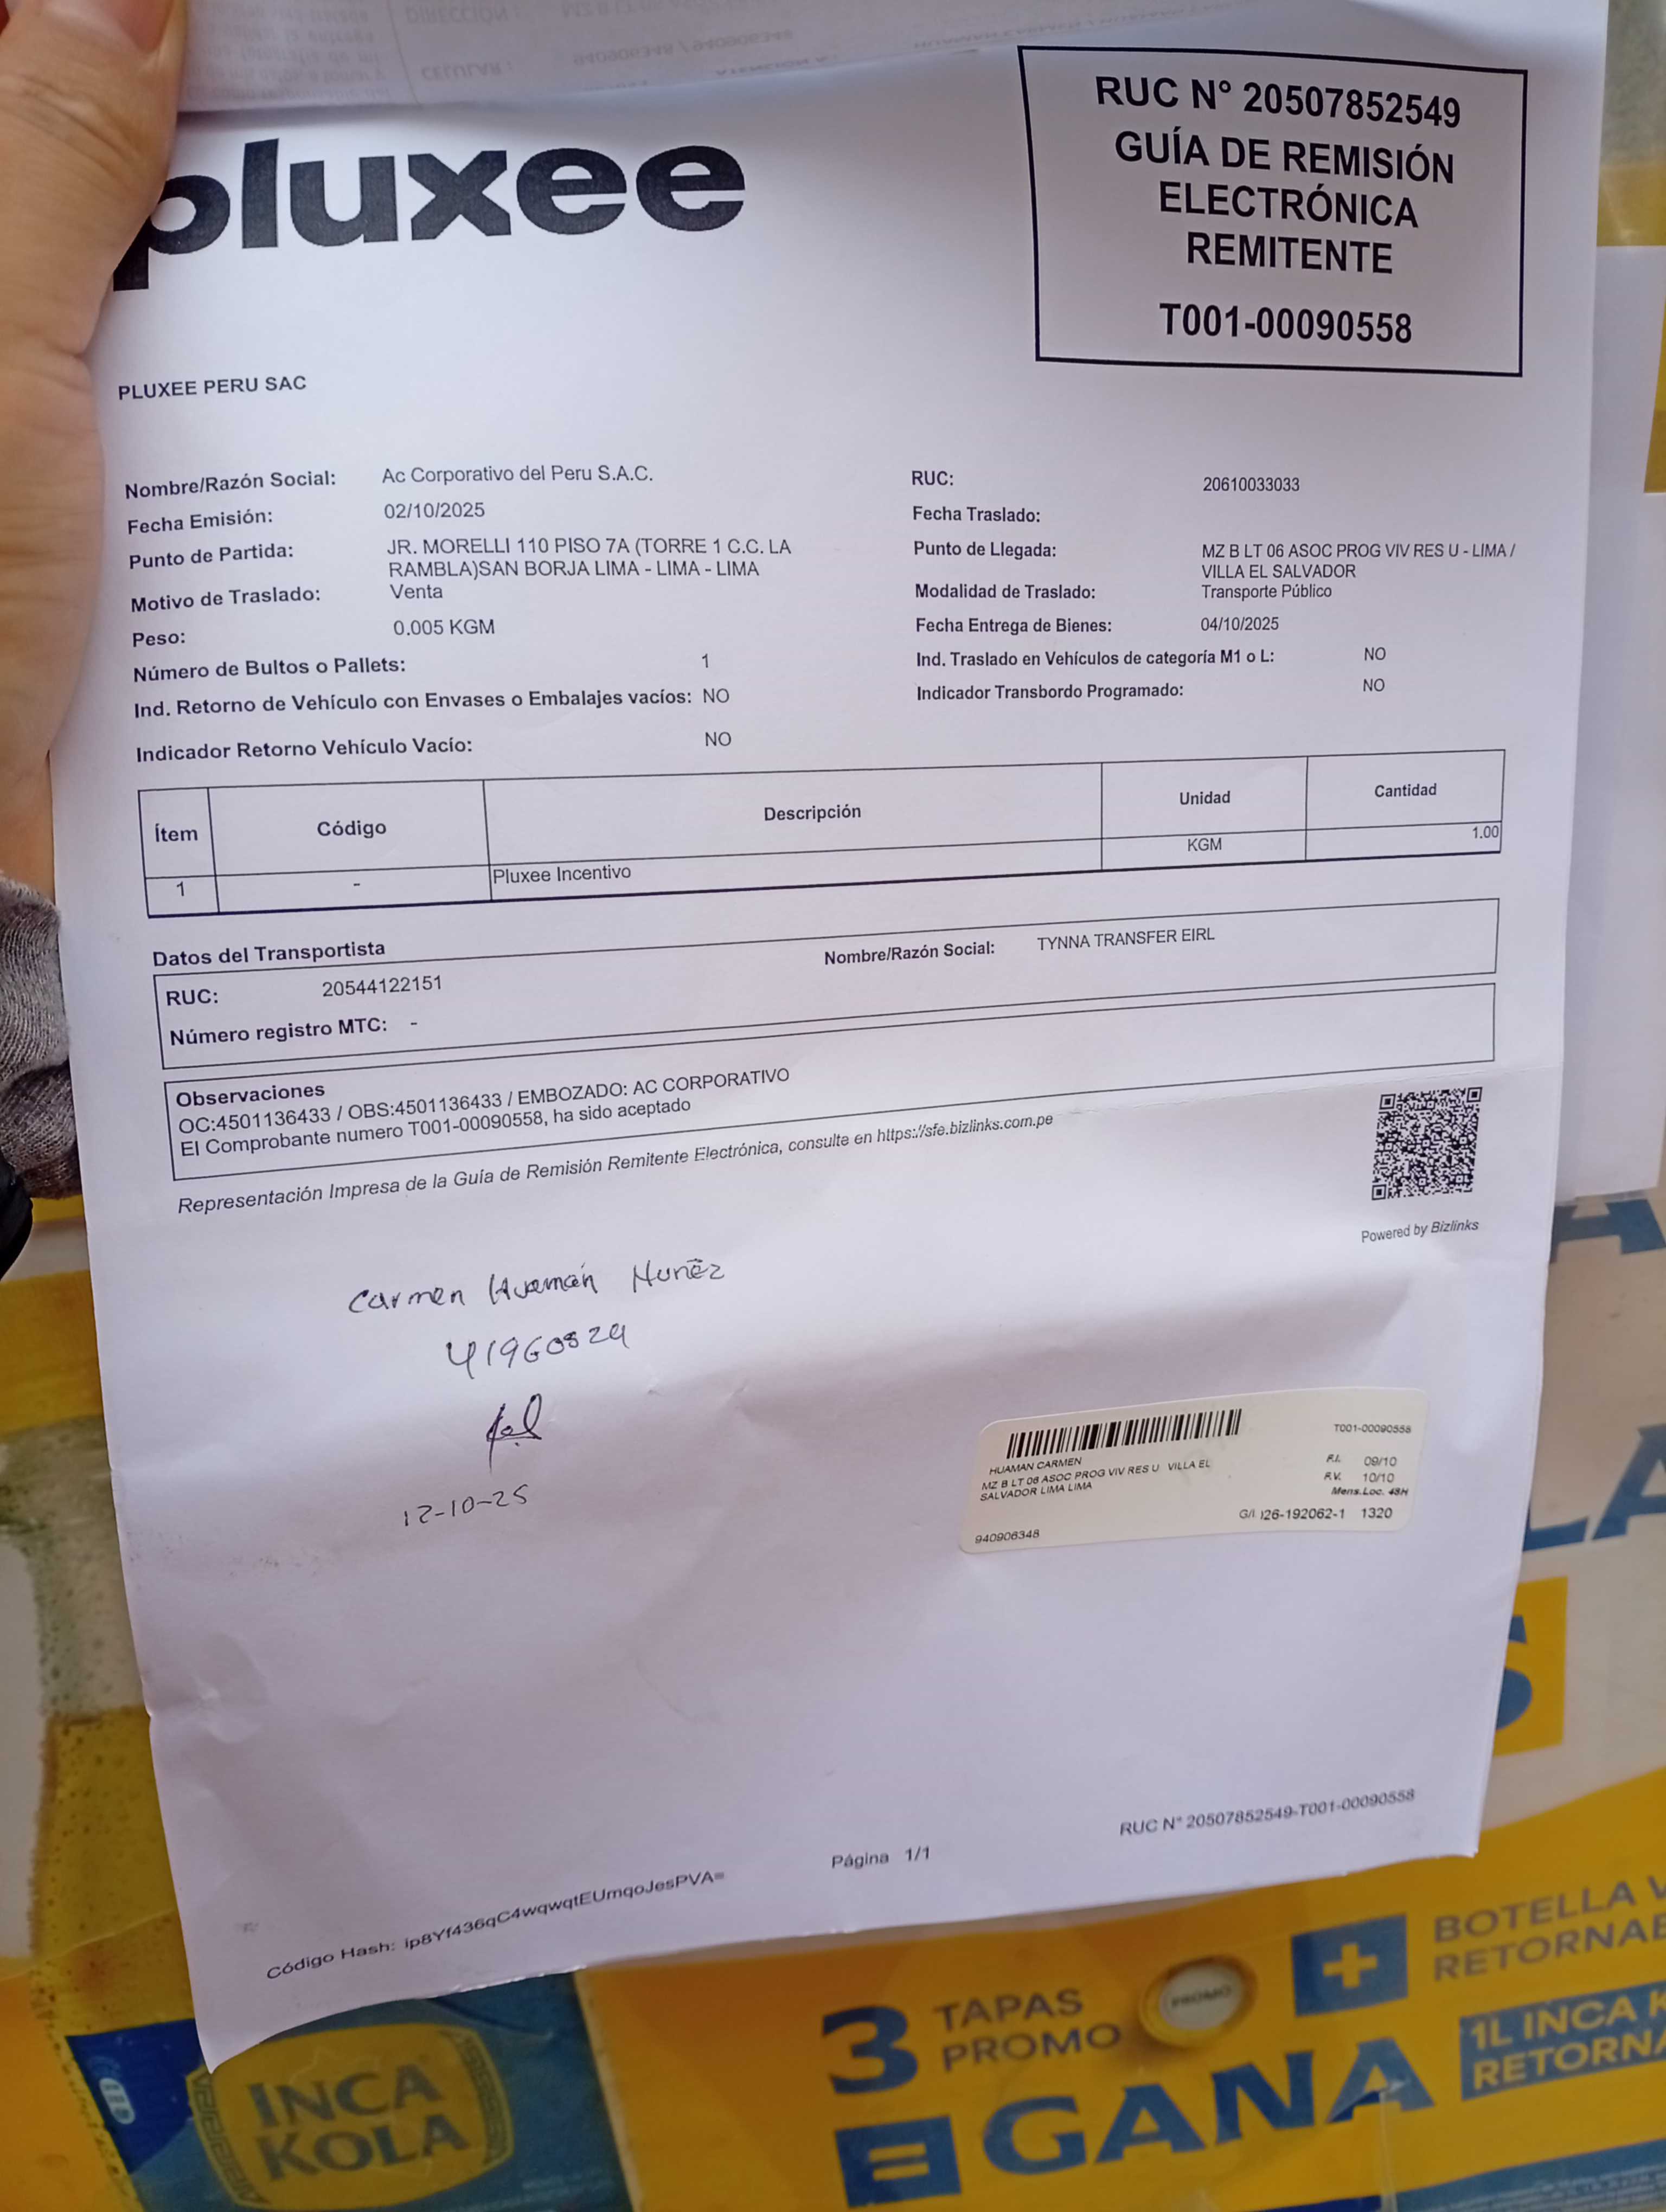 pluxee
RUC N° 20507852549
GUÍA DE REMISIÓN
ELECTRÓNICA
REMITENTE
T001-00090558
PLUXEE PERU SAC
Nombre/Razón Social: Ac Corporativo del Peru S.A.C.
Fecha Emisión: 02/10/2025
Punto de Partida: JR. MORELLI 110 PISO 7A (TORRE 1 C.C. LA
RAMBLA)SAN BORJA LIMA - LIMA - LIMA
Motivo de Traslado: Venta
Peso: 0.005 KGM
Número de Bultos o Pallets: 1
Ind. Retorno de Vehículo con Envases o Embalajes vacíos: NO
Indicador Retorno Vehículo Vacío: NO
RUC: 20610033033
Fecha Traslado:
Punto de Llegada: MZ B LT 06 ASOC PROG VIV RES U - LIMA /
VILLA EL SALVADOR
Modalidad de Traslado: Transporte Público
Fecha Entrega de Bienes: 04/10/2025
Ind. Traslado en Vehículos de categoría M1 o L: NO
Indicador Transbordo Programado: NO
Ítem Código Descripción Unidad Cantidad
1 - Pluxee Incentivo KGM 1.00
Datos del Transportista
RUC: 20544122151 Nombre/Razón Social: TYNNA TRANSFER EIRL
Número registro MTC: -
Observaciones
OC:4501136433 / OBS:4501136433 / EMBOZADO: AC CORPORATIVO
El Comprobante numero T001-00090558, ha sido aceptado
Representación Impresa de la Guía de Remisión Remitente Electrónica, consulte en https://sfe.bizlinks.com.pe
Powered by Bizlinks
Carmen Huamán Nuñez
41960824
12-10-25
T001-00090558
HUAMAN CARMEN
MZ B LT 06 ASOC PROG VIV RES U VILLA EL
SALVADOR LIMA LIMA
F.I. 09/10
F.V. 10/10
Mens.Loc. 48H
G/I. 026-192062-1 1320
940906348
RUC N° 20507852549-T001-00090558
Página 1/1
Código Hash: ip8Yf436qC4wqwqtEUmqoJesPVA=
INCA
KOLA
3 TAPAS
PROMO
PROMO
+
BOTELLA
= GANA
1L INCA